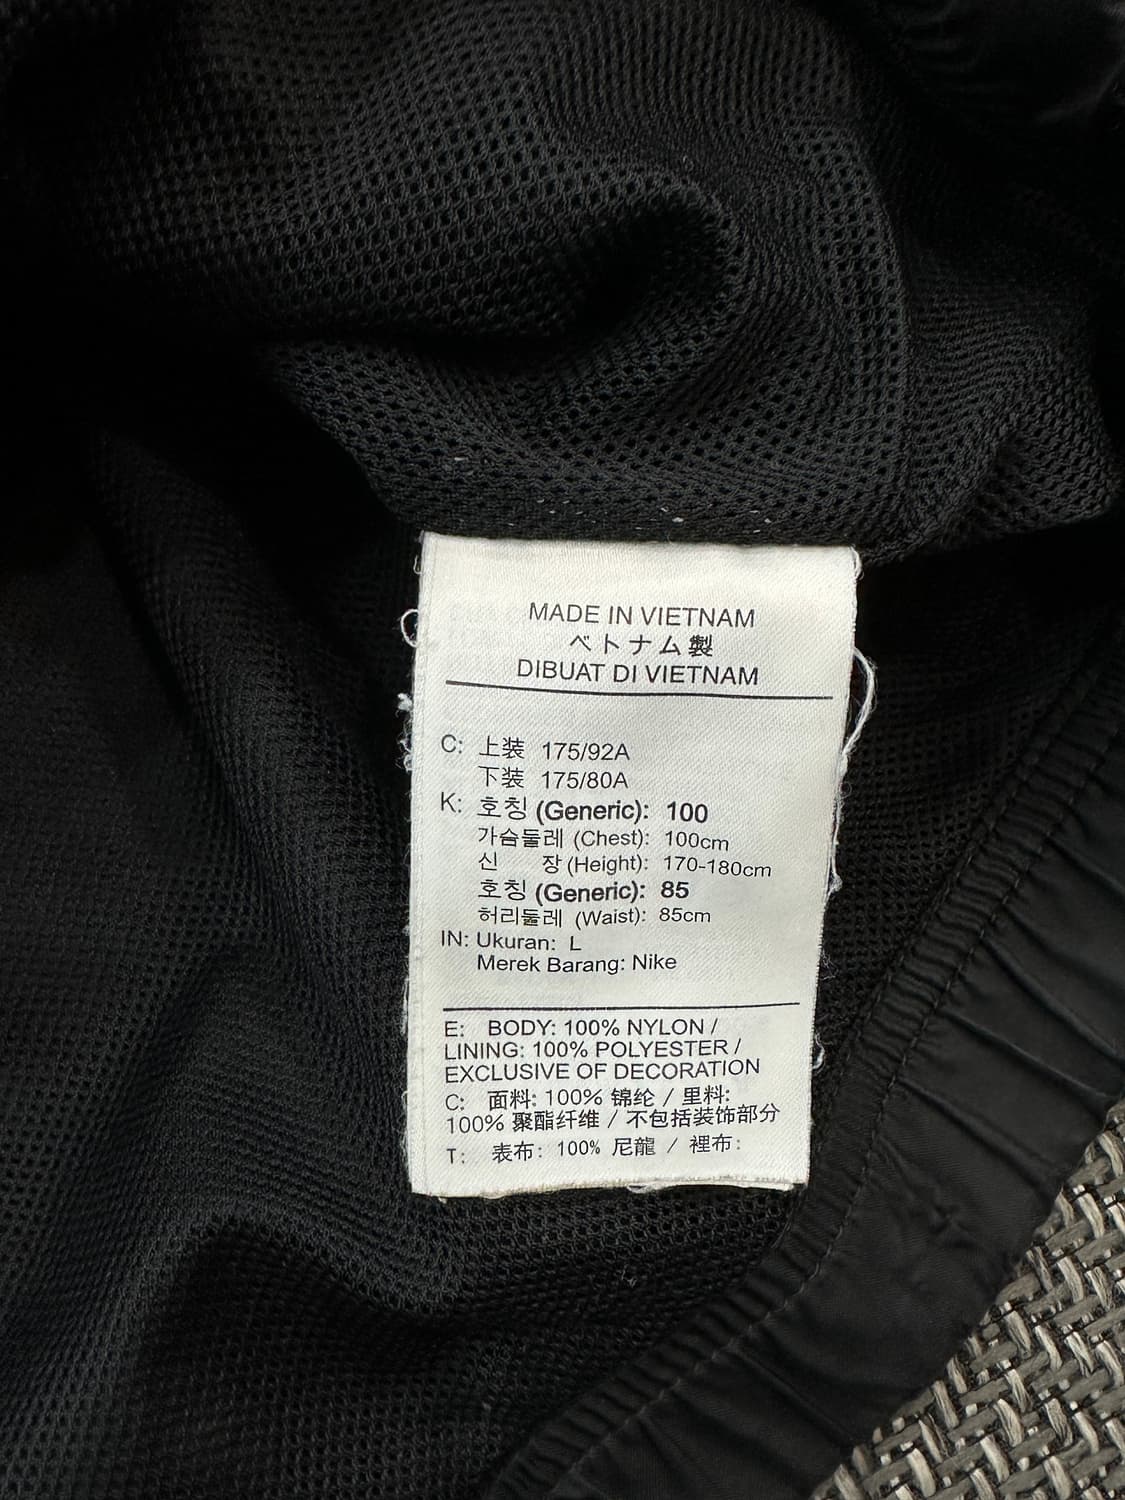 MADE IN VIETNAM
ベトナム製
DIBUAT DI VIETNAM
C: 上装 175/92A
下装 175/80A
K: 호칭 (Generic): 100
가슴둘레 (Chest): 100cm
신 장 (Height): 170-180cm
호칭 (Generic): 85
허리둘레 (Waist): 85cm
IN: Ukuran: L
Merek Barang: Nike
E: BODY: 100% NYLON /
LINING: 100% POLYESTER /
EXCLUSIVE OF DECORATION
C: 面料: 100% 锦纶 / 里料:
100% 聚酯纤维 / 不包括装饰部分
T: 表布: 100% 尼龍 / 裡布: